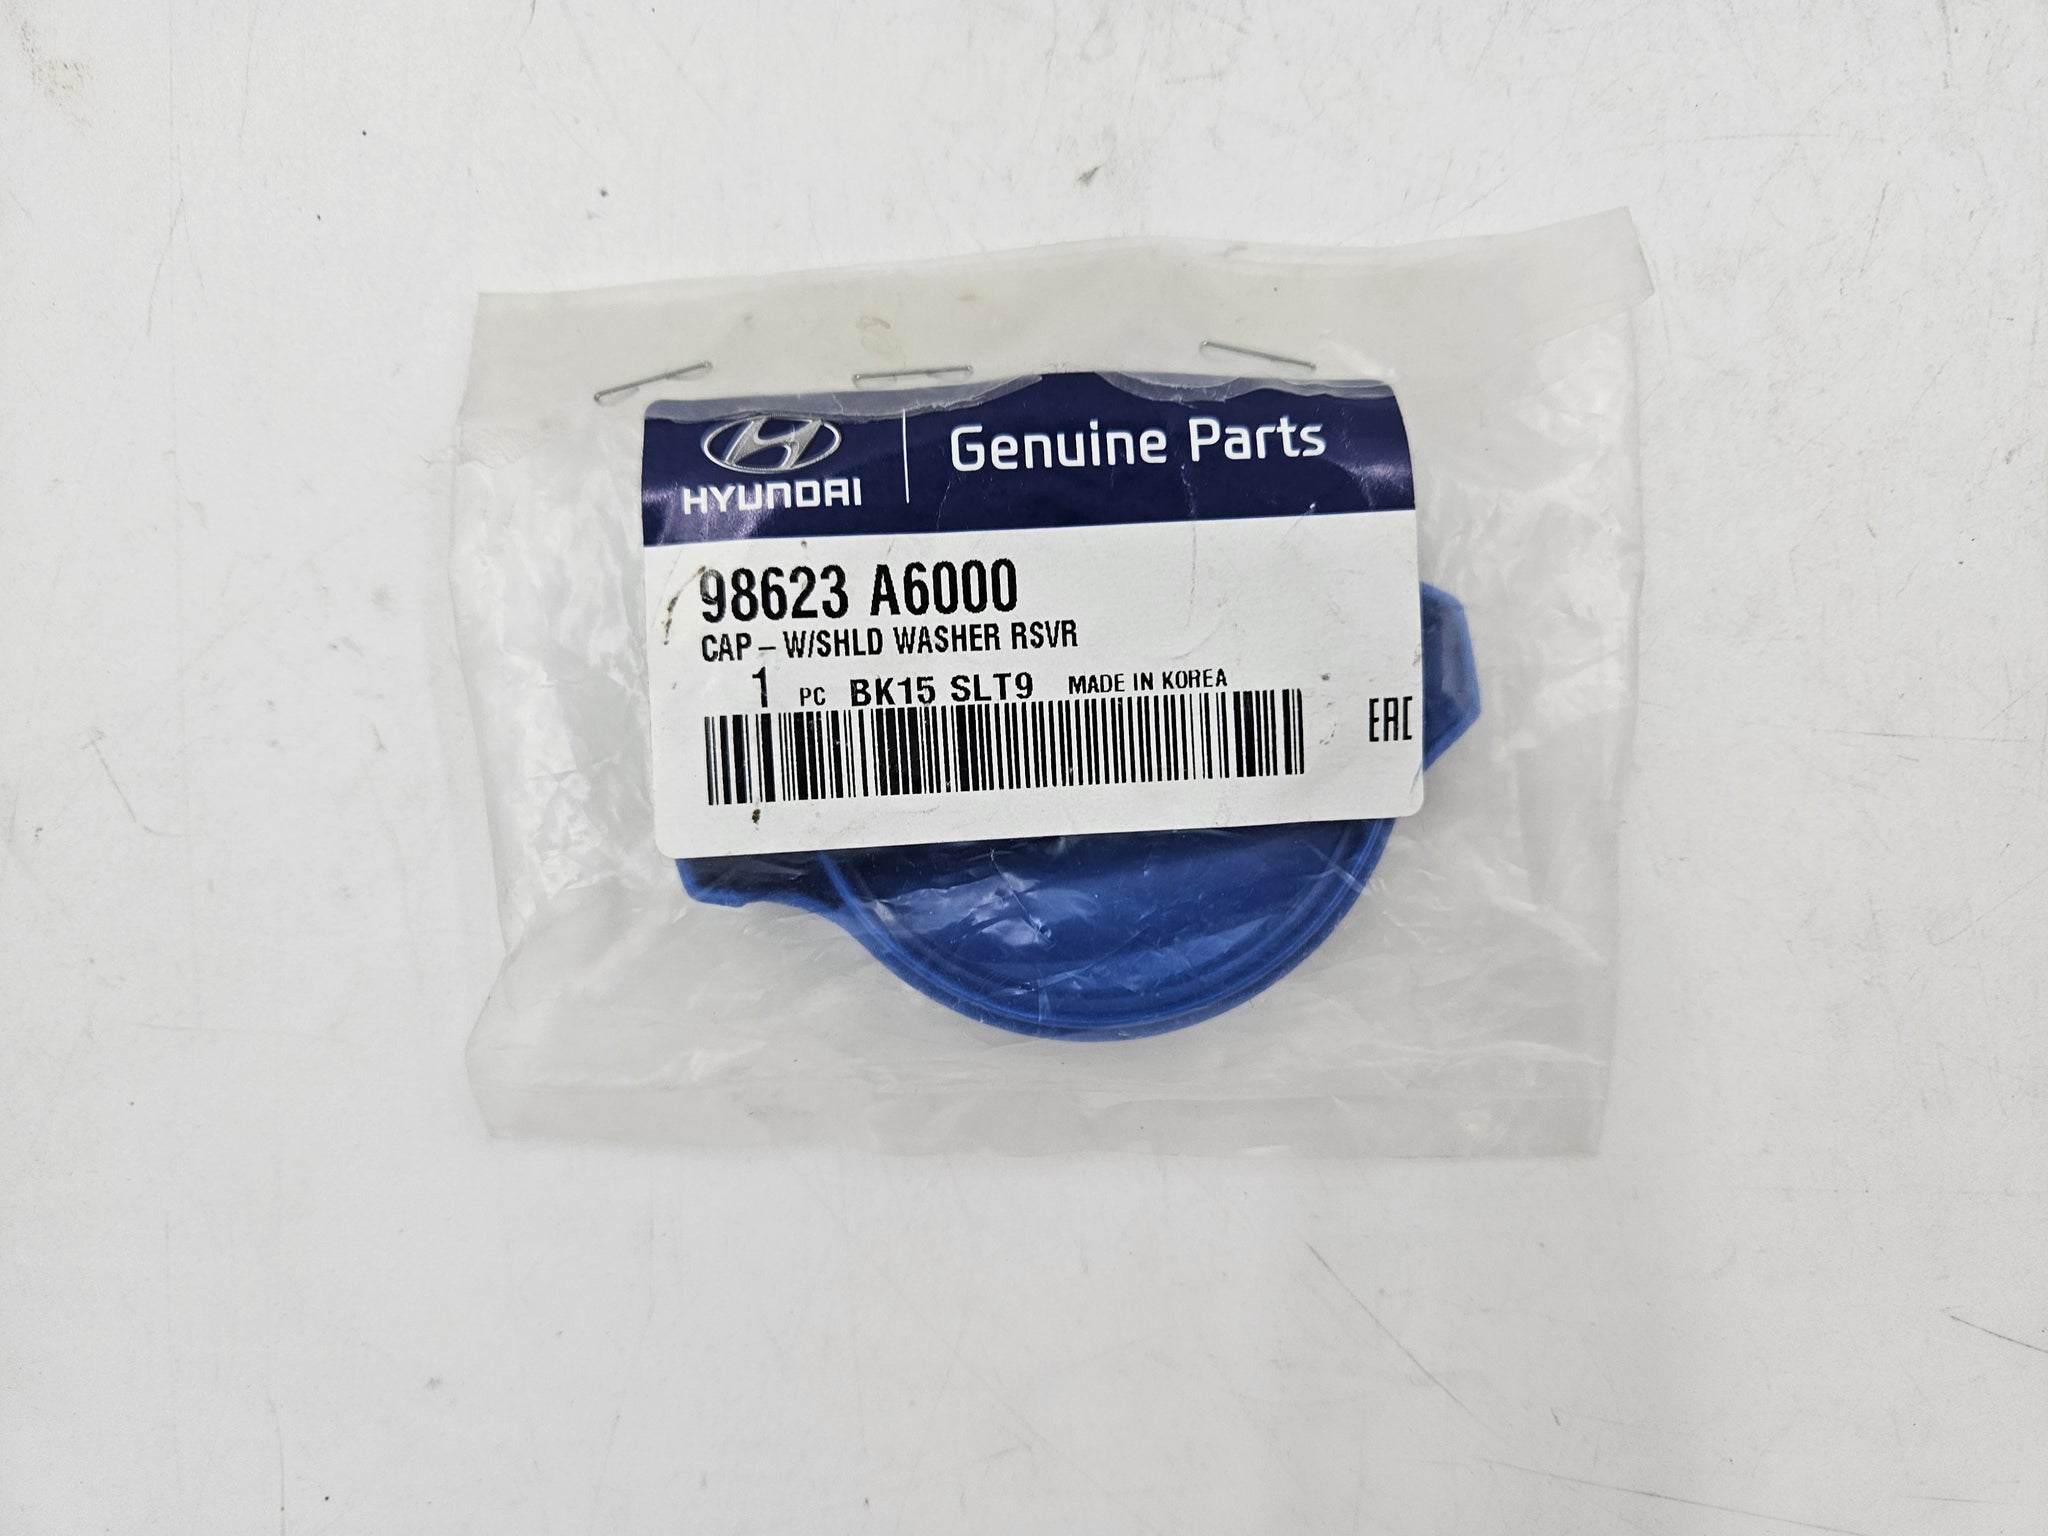 HYUNDAI
Genuine Parts
98623 A6000
CAP - W/SHLD WASHER RSVR
1 PC BK15 SLT9 MADE IN KOREA
EAC